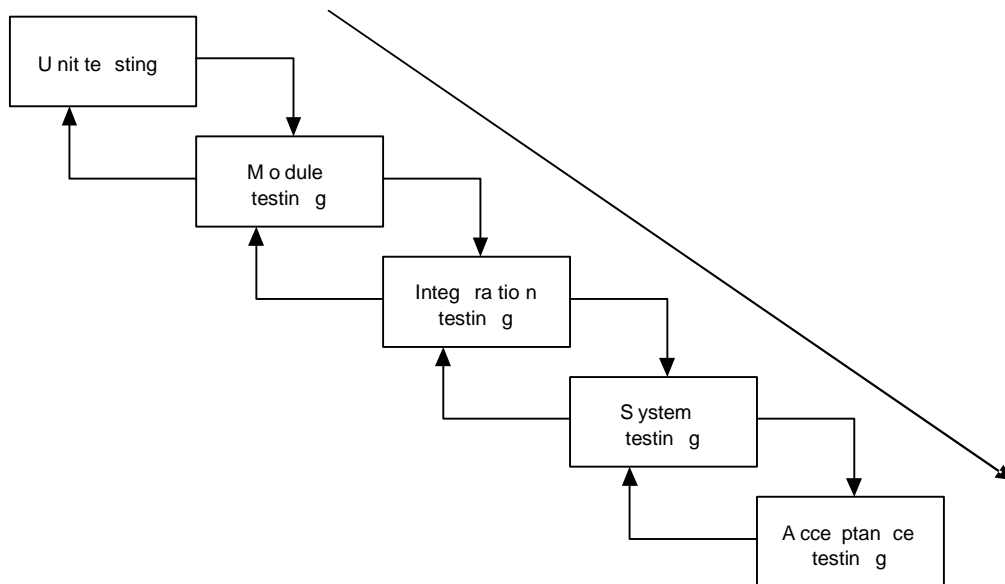 Unit testing
Module
testing
Integration
testing
System
testing
Acceptance
testing